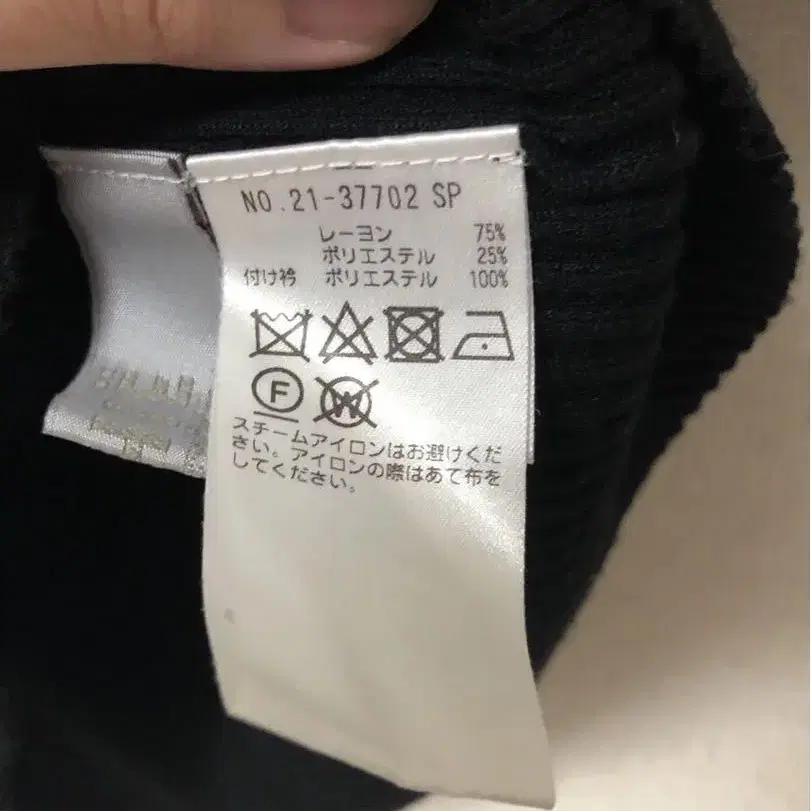 NO.21-37702 SP
レーヨン 75%
ポリエステル 25%
付け衿 ポリエステル 100%
F
W
スチームアイロンはお避けくだ
さい。アイロンの際はあて布を
してください。